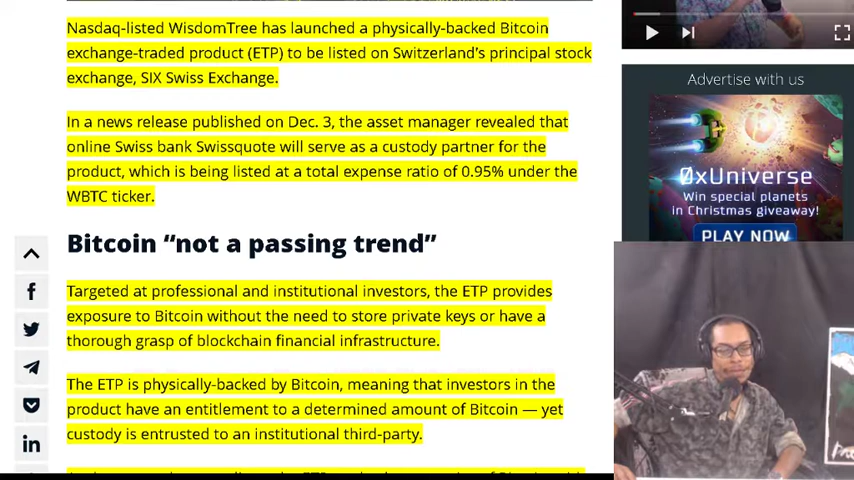 Nasdaq-listed WisdomTree has launched a physically-backed Bitcoin
exchange-traded product (ETP) to be listed on Switzerland's principal stock
exchange, SIX Swiss Exchange.
In a news release published on Dec. 3, the asset manager revealed that
online Swiss bank Swissquote will serve as a custody partner for the
product, which is being listed at a total expense ratio of 0.95% under the
WBTC ticker.
Bitcoin “not a passing trend”
Targeted at professional and institutional investors, the ETP provides
exposure to Bitcoin without the need to store private keys or have a
thorough grasp of blockchain financial infrastructure.
The ETP is physically-backed by Bitcoin, meaning that investors in the
product have an entitlement to a determined amount of Bitcoin — yet
custody is entrusted to an institutional third-party.
Advertise with us
0xUniverse
Win special planets
in Christmas giveaway!
PLAY NOW